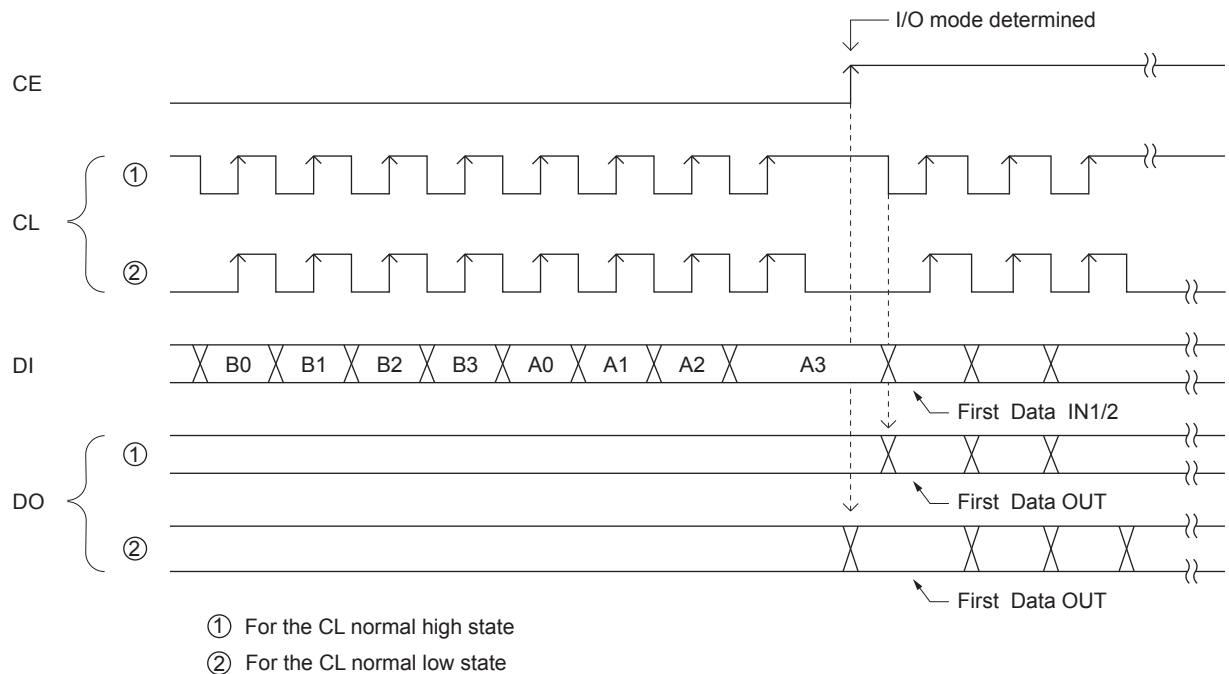 I/O mode determined
CE
①
CL
②
DI B0 B1 B2 B3 A0 A1 A2 A3
First Data IN1/2
①
DO
First Data OUT
②
First Data OUT
① For the CL normal high state
② For the CL normal low state